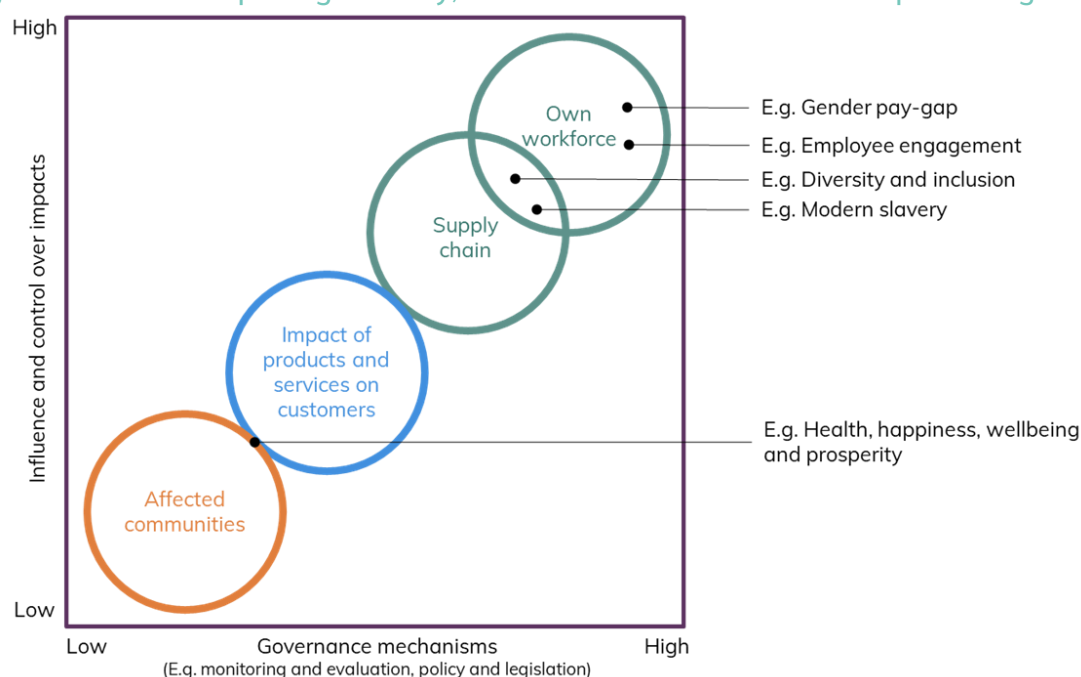 High
Own
workforce
E.g. Gender pay-gap
E.g. Employee engagement
E.g. Diversity and inclusion
E.g. Modern slavery
Influence and control over impacts
Supply
chain
Impact of
products and
services on
customers
E.g. Health, happiness, wellbeing
and prosperity
Affected
communities
Low
Low
Governance mechanisms
High
(E.g. monitoring and evaluation, policy and legislation)